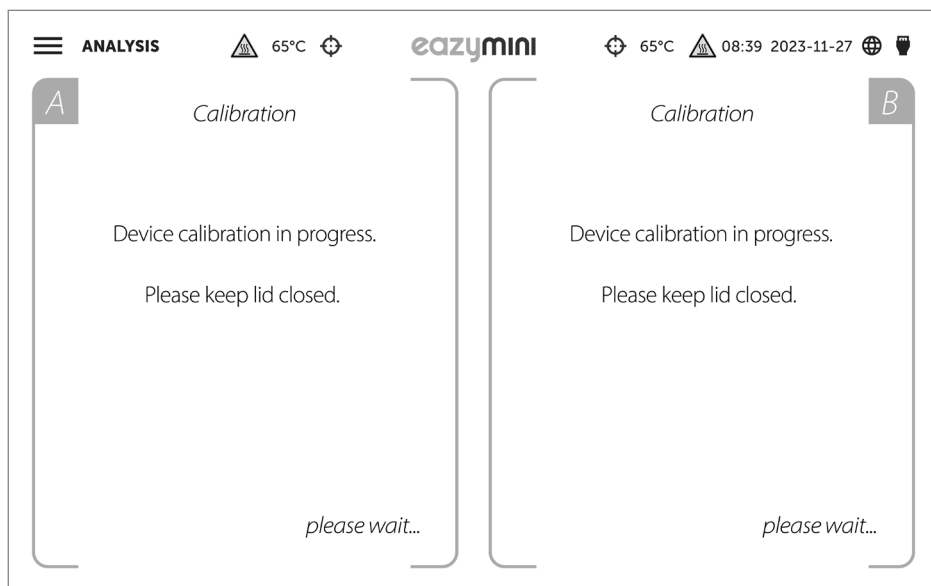 ANALYSIS 65°C eazymini 65°C 08:39 2023-11-27
A
Calibration
Device calibration in progress.
Please keep lid closed.
please wait...
B
Calibration
Device calibration in progress.
Please keep lid closed.
please wait...